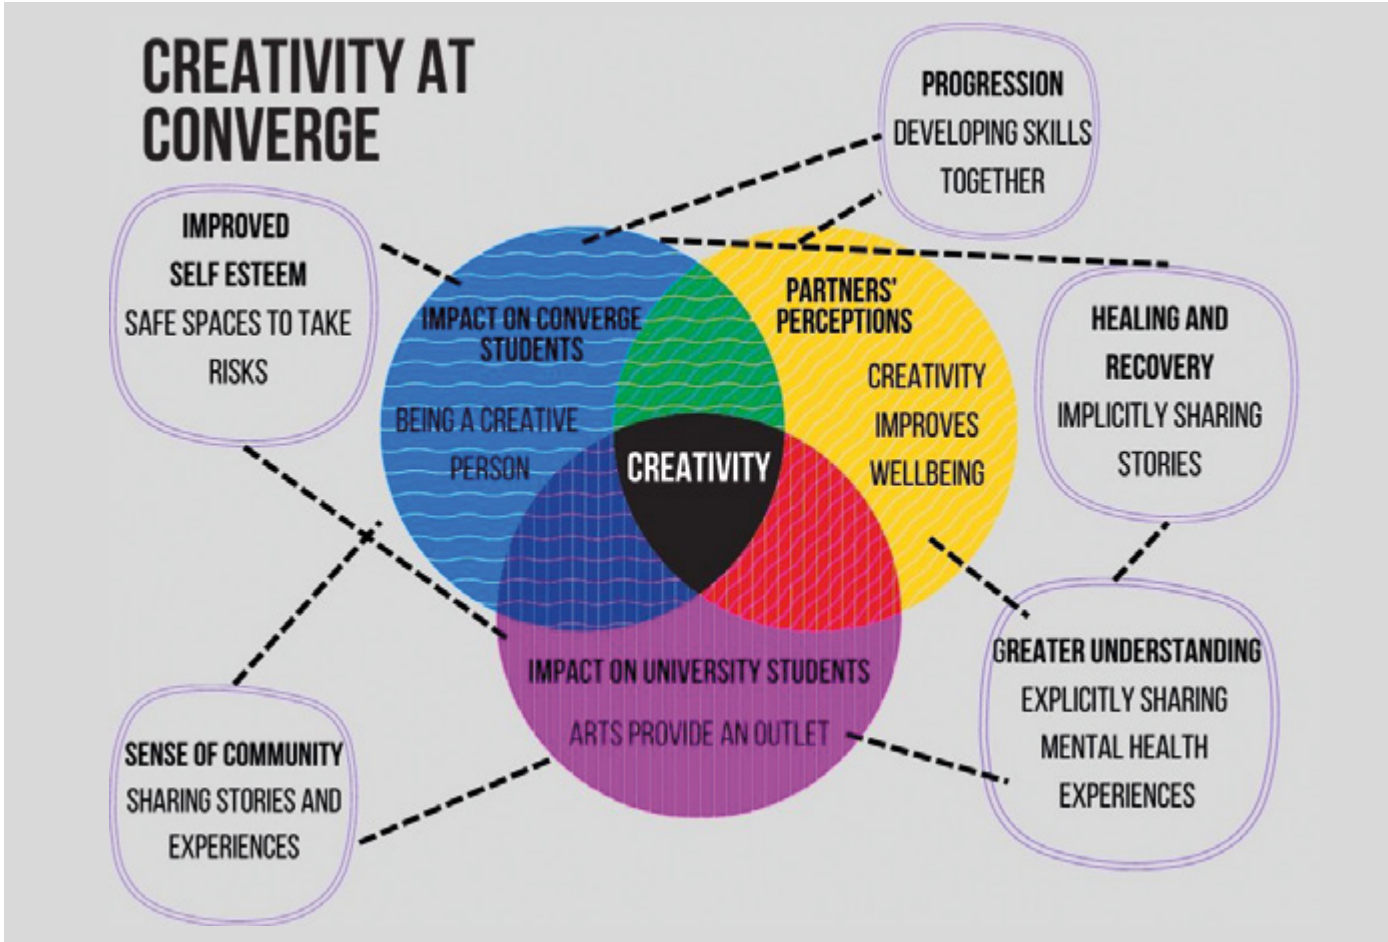 CREATIVITY AT
CONVERGE
PROGRESSION
DEVELOPING SKILLS
TOGETHER
IMPROVED
SELF ESTEEM
SAFE SPACES TO TAKE
RISKS
IMPACT ON CONVERGE
STUDENTS
BEING A CREATIVE
PERSON
PARTNERS'
PERCEPTIONS
CREATIVITY
IMPROVES
WELLBEING
HEALING AND
RECOVERY
IMPLICITLY SHARING
STORIES
CREATIVITY
IMPACT ON UNIVERSITY STUDENTS
ARTS PROVIDE AN OUTLET
GREATER UNDERSTANDING
EXPLICITLY SHARING
MENTAL HEALTH
EXPERIENCES
SENSE OF COMMUNITY
SHARING STORIES AND
EXPERIENCES